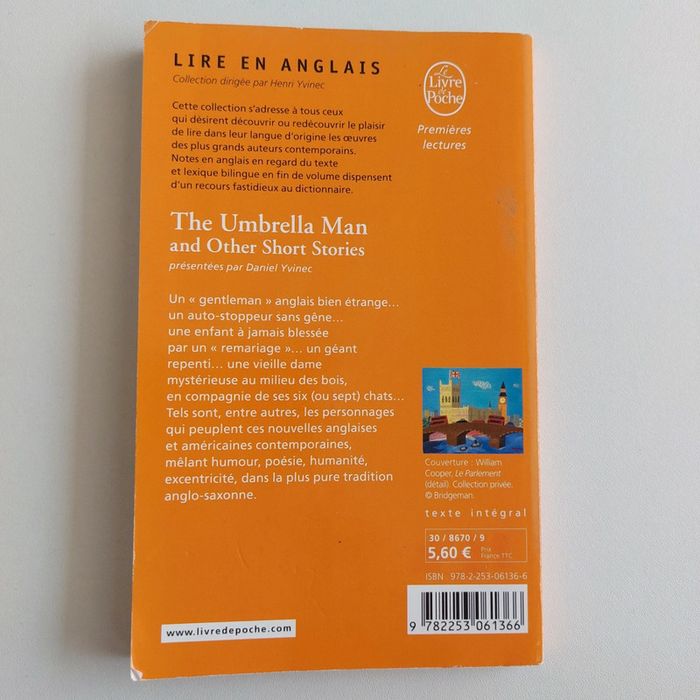 LIRE EN ANGLAIS
Collection dirigée par Henri Yvinec
Le
Livre
de
Poche
Premières
lectures
Cette collection s'adresse à tous ceux
qui désirent découvrir ou redécouvrir le plaisir
de lire dans leur langue d'origine les œuvres
des plus grands auteurs contemporains.
Notes en anglais en regard du texte
et lexique bilingue en fin de volume dispensent
d'un recours fastidieux au dictionnaire.
The Umbrella Man
and Other Short Stories
présentées par Daniel Yvinec
Un « gentleman » anglais bien étrange...
un auto-stoppeur sans gêne...
une enfant à jamais blessée
par un « remariage »... un géant
repenti... une vieille dame
mystérieuse au milieu des bois,
en compagnie de ses six (ou sept) chats...
Tels sont, entre autres, les personnages
qui peuplent ces nouvelles anglaises
et américaines contemporaines,
mêlant humour, poésie, humanité,
excentricité, dans la plus pure tradition
anglo-saxonne.
Couverture : William
Cooper, Le Parlement
(détail). Collection privée.
© Bridgeman.
texte intégral
30 / 8670 / 9
5,60 € Prix
France TTC
ISBN 978-2-253-06136-6
9 782253 061366
www.livredepoche.com